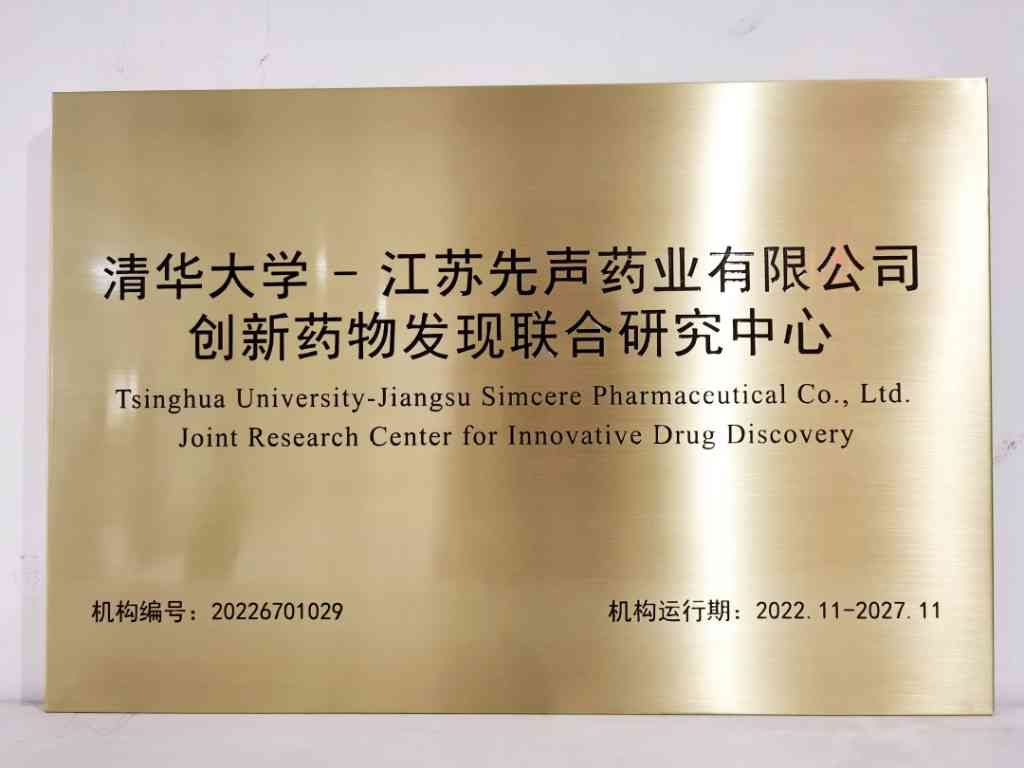 清华大学 - 江苏先声药业有限公司
创新药物发现联合研究中心
Tsinghua University-Jiangsu Simcere Pharmaceutical Co., Ltd.
Joint Research Center for Innovative Drug Discovery
机构编号：20226701029
机构运行期：2022.11-2027.11